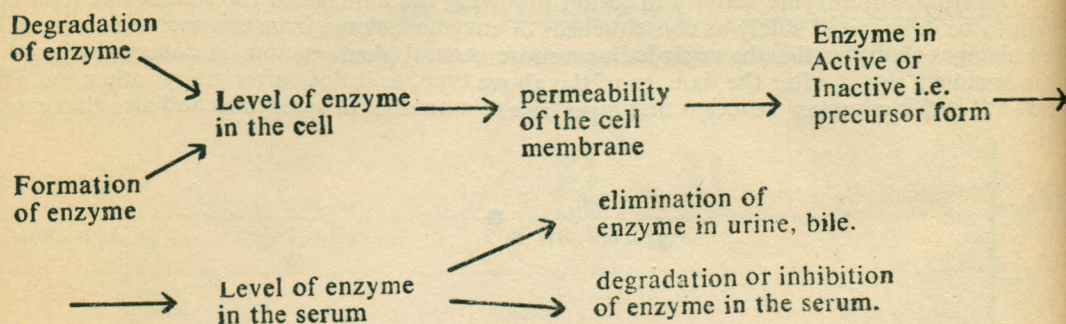 Degradation
of enzyme
Level of enzyme
in the cell
permeability
of the cell
membrane
Enzyme in
Active or
Inactive i.e.
precursor form
Formation
of enzyme
Level of enzyme
in the serum
elimination of
enzyme in urine, bile.
degradation or inhibition
of enzyme in the serum.